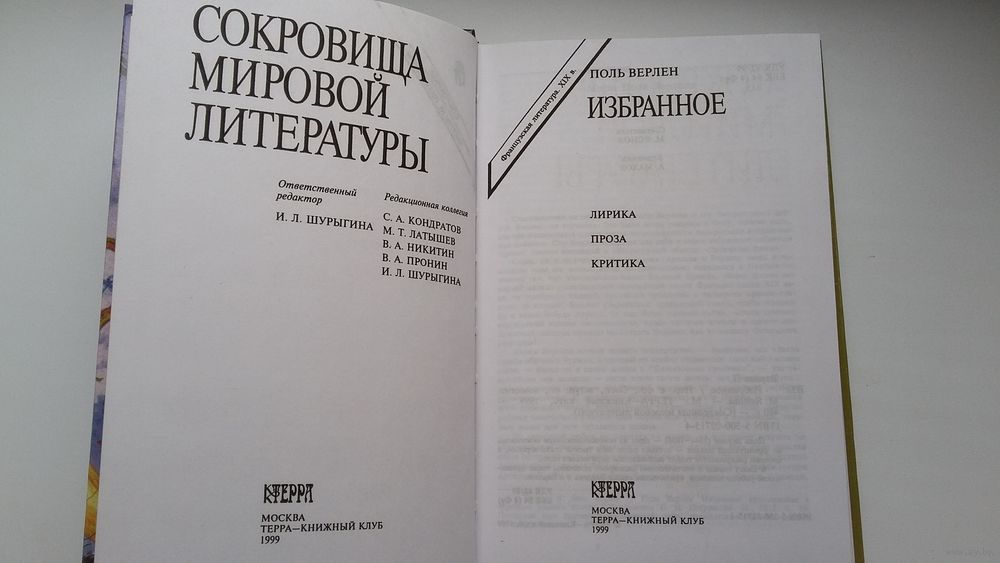 СОКРОВИЩА
МИРОВОЙ
ЛИТЕРАТУРЫ
Ответственный
редактор
И. Л. ШУРЫГИНА
Редакционная коллегия
С. А. КОНДРАТОВ
М. Т. ЛАТЫШЕВ
В. А. НИКИТИН
В. А. ПРОНИН
И. Л. ШУРЫГИНА
ТЕРРА
МОСКВА
ТЕРРА—КНИЖНЫЙ КЛУБ
1999
Французская литература. XIX в.
ПОЛЬ ВЕРЛЕН
ИЗБРАННОЕ
ЛИРИКА
ПРОЗА
КРИТИКА
ТЕРРА
МОСКВА
ТЕРРА—КНИЖНЫЙ КЛУБ
1999